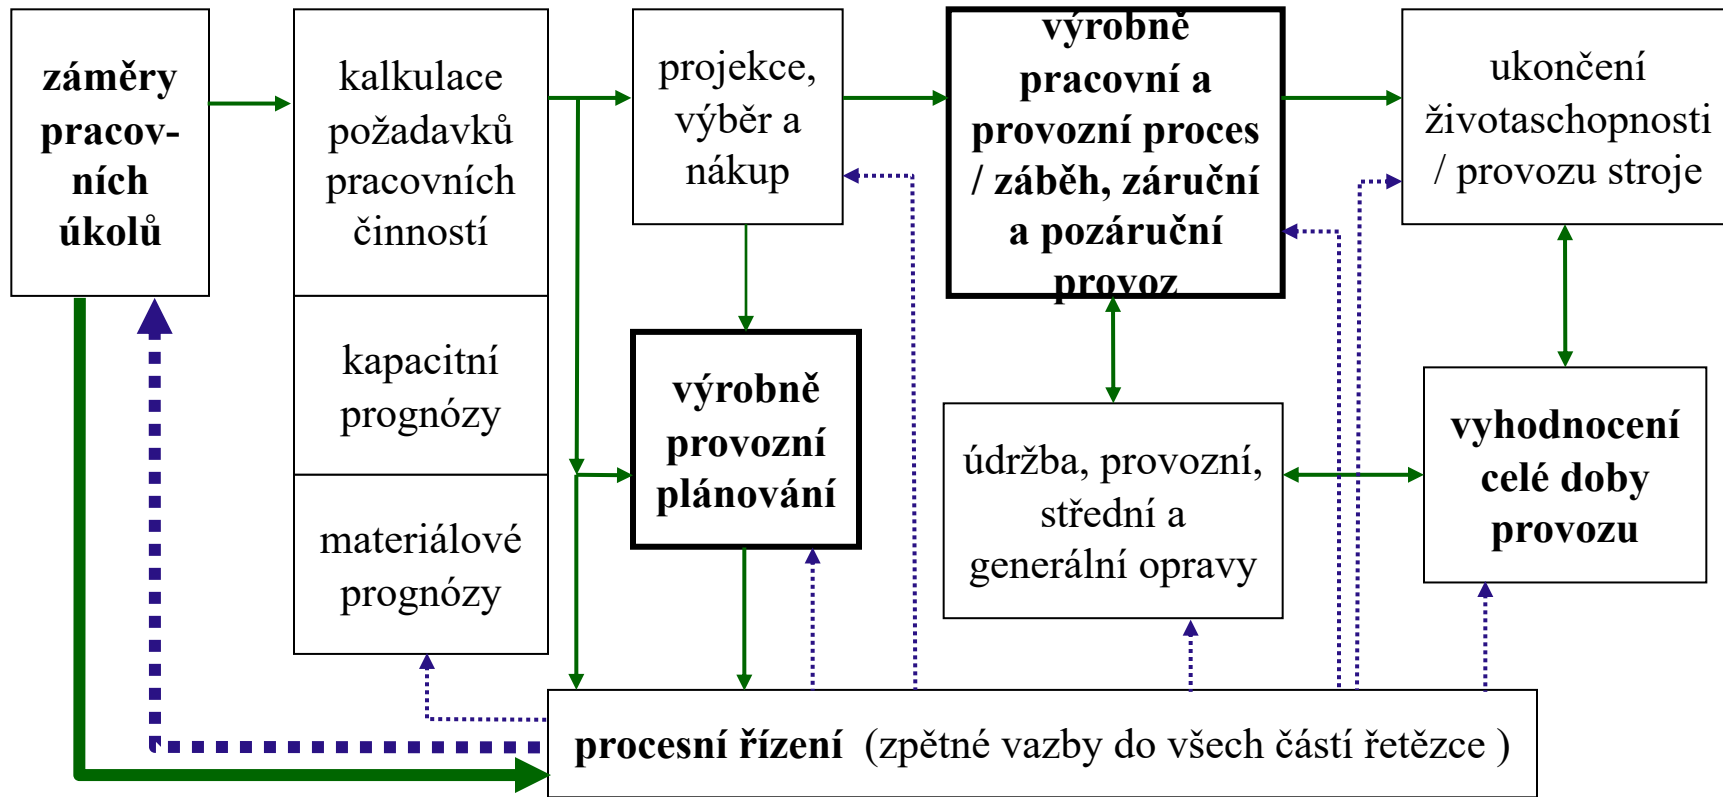 záměry
pracov-
ních
úkolů
kalkulace
požadavků
pracovních
činností
kapacitní
prognózy
materiálové
prognózy
projekce,
výběr a
nákup
výrobně
provozní
plánování
výrobně
pracovní a
provozní proces
/ záběh, záruční
a pozáruční
provoz
údržba, provozní,
střední a
generální opravy
ukončení
životaschopnosti
/ provozu stroje
vyhodnocení
celé doby
provozu
procesní řízení (zpětné vazby do všech částí řetězce )